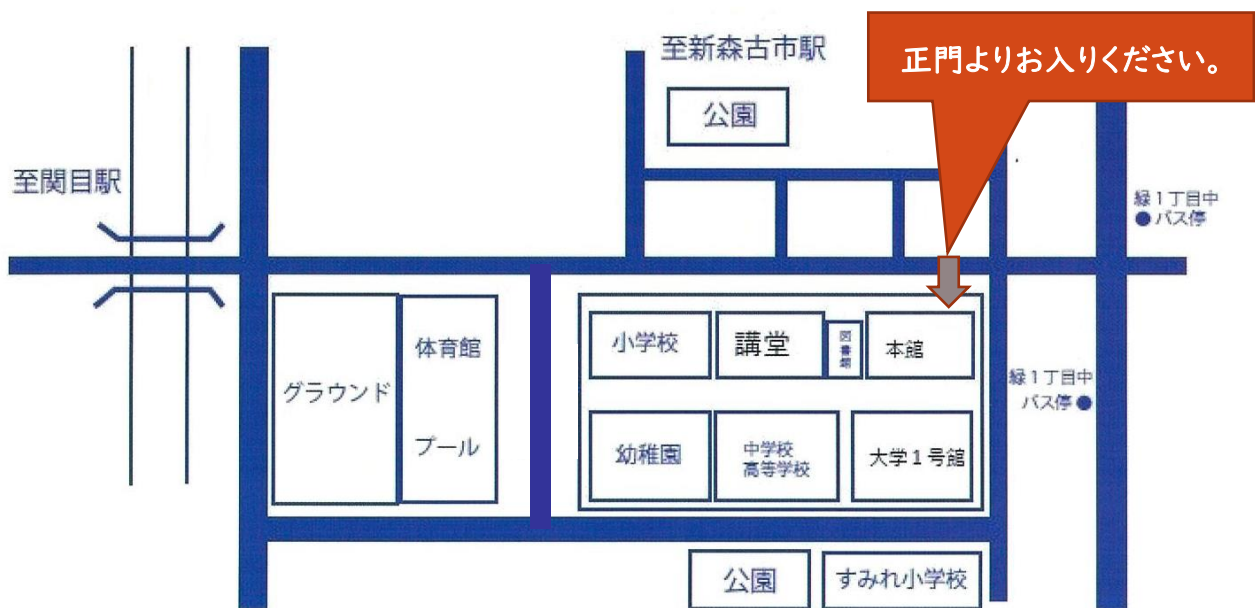 至新森古市駅
正門よりお入りください。
公園
至関目駅
緑1丁目中
●バス停
体育館
グラウンド
プール
小学校
講堂
図書館
本館
緑1丁目中
バス停●
幼稚園
中学校
高等学校
大学1号館
公園
すみれ小学校